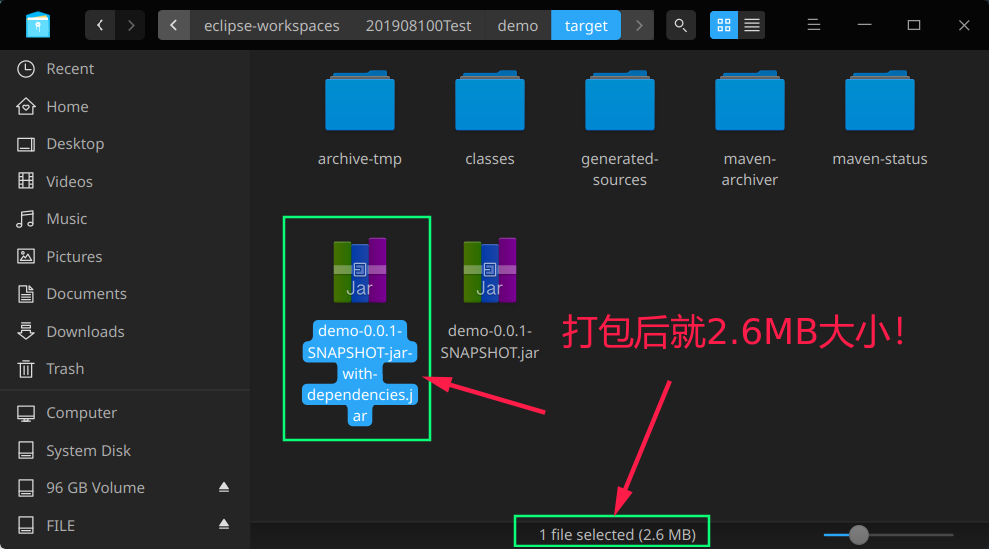 eclipse-workspaces
201908100Test
demo
target
Recent
Home
Desktop
Videos
Music
Pictures
Documents
Downloads
Trash
Computer
System Disk
96 GB Volume
FILE
archive-tmp
classes
generated-
sources
maven-
archiver
maven-status
Jar
demo-0.0.1-
SNAPSHOT-jar-
with-
dependencies.j
ar
Jar
demo-0.0.1-
SNAPSHOT.jar
打包后就2.6MB大小！
1 file selected (2.6 MB)